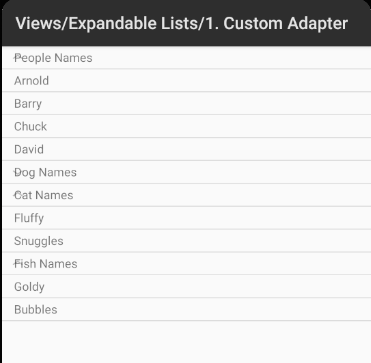 Views/Expandable Lists/1. Custom Adapter
People Names
Arnold
Barry
Chuck
David
Dog Names
Cat Names
Fluffy
Snuggles
Fish Names
Goldy
Bubbles